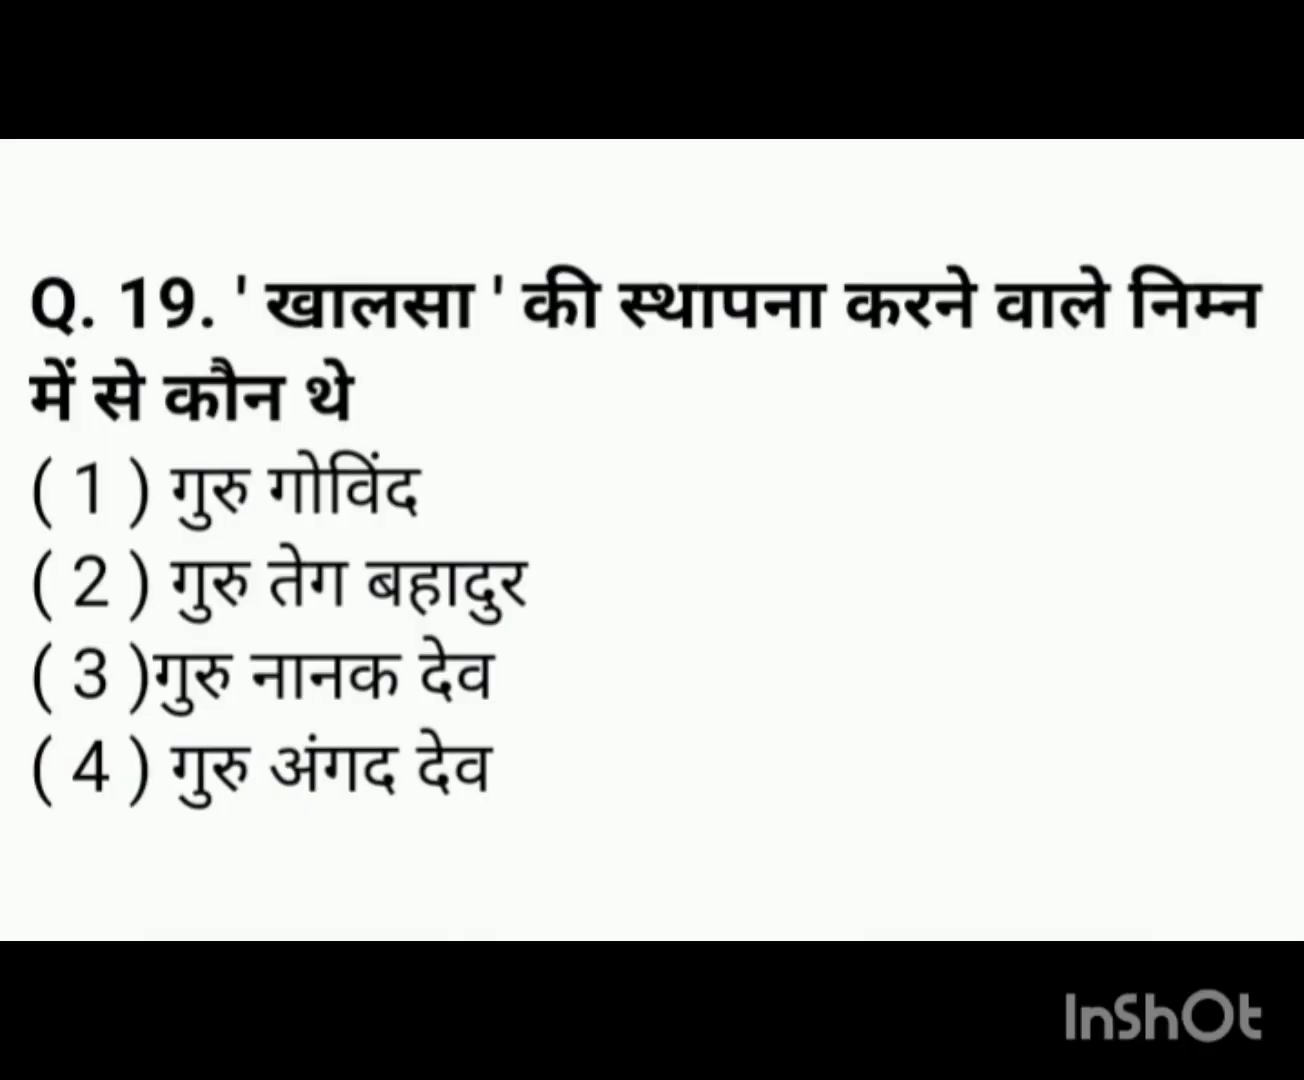 Q. 19. ' खालसा ' की स्थापना करने वाले निम्न
में से कौन थे
( 1 ) गुरु गोविंद
( 2 ) गुरु तेग बहादुर
( 3 )गुरु नानक देव
( 4 ) गुरु अंगद देव
InShOt